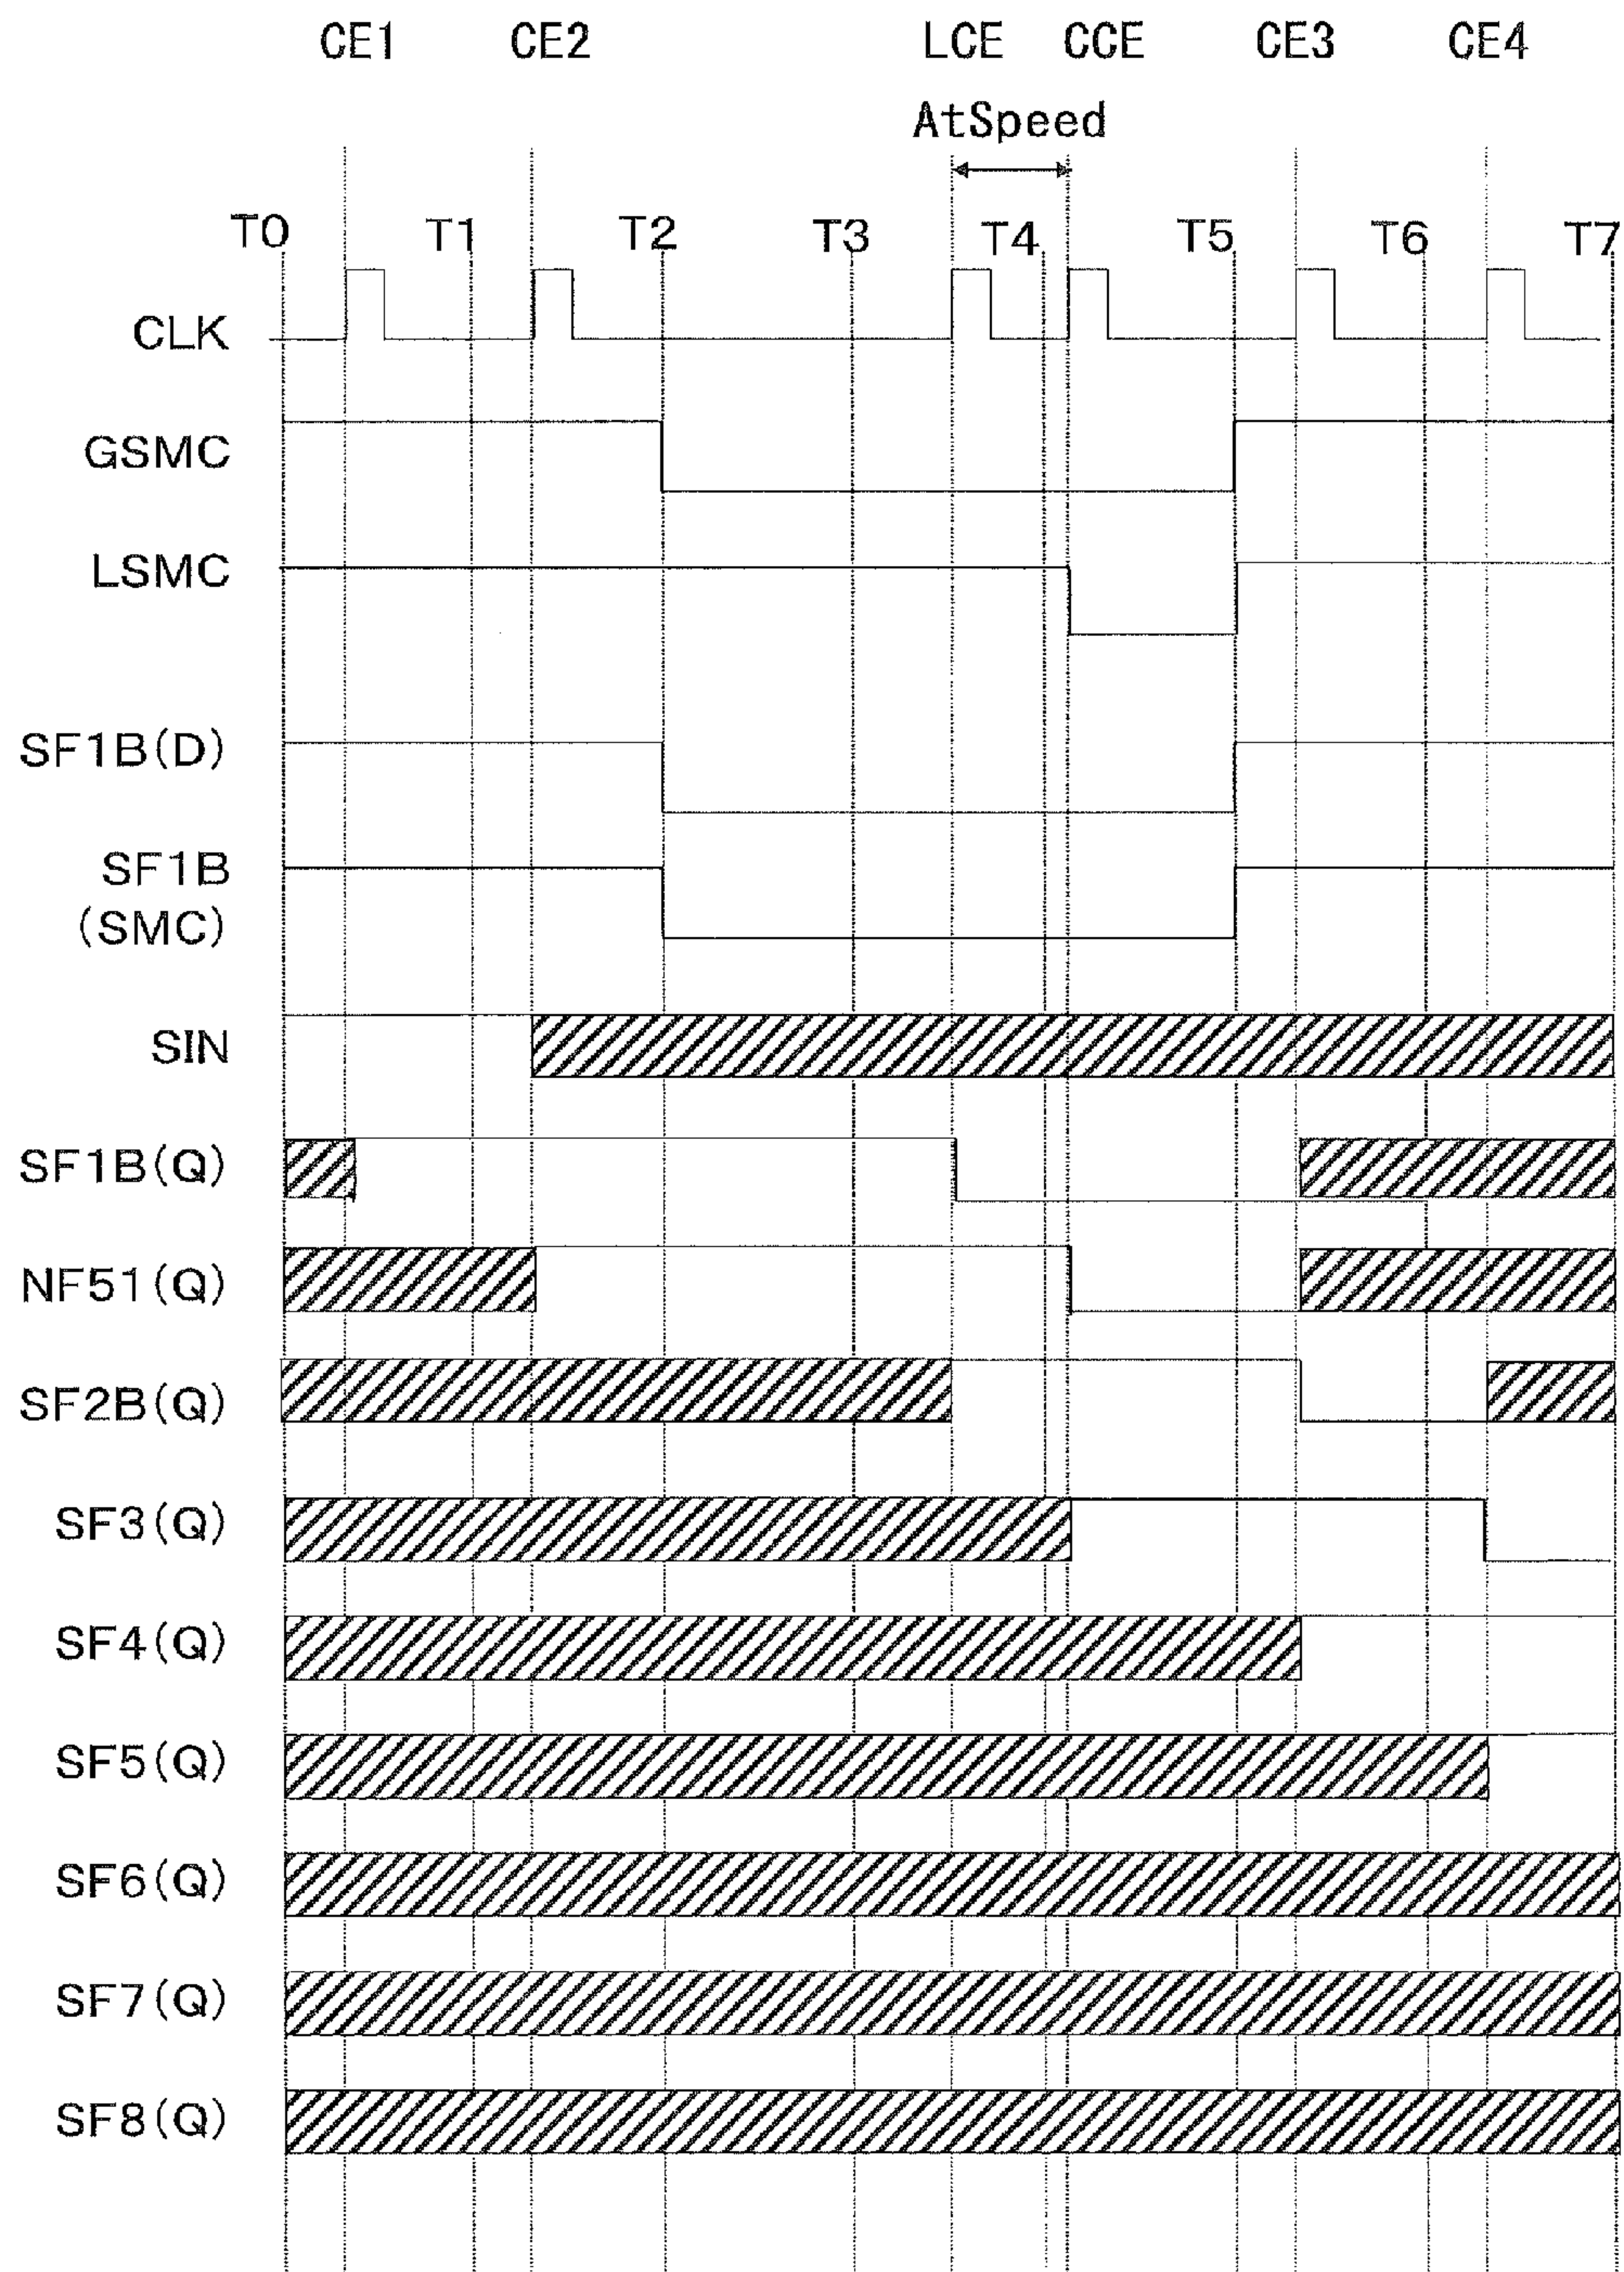 CE1 CE2 LCE CCE CE3 CE4
AtSpeed
T0 T1 T2 T3 T4 T5 T6 T7
CLK
GSMC
LSMC
SF1B(D)
SF1B
(SMC)
SIN
SF1B(Q)
NF51(Q)
SF2B(Q)
SF3(Q)
SF4(Q)
SF5(Q)
SF6(Q)
SF7(Q)
SF8(Q)